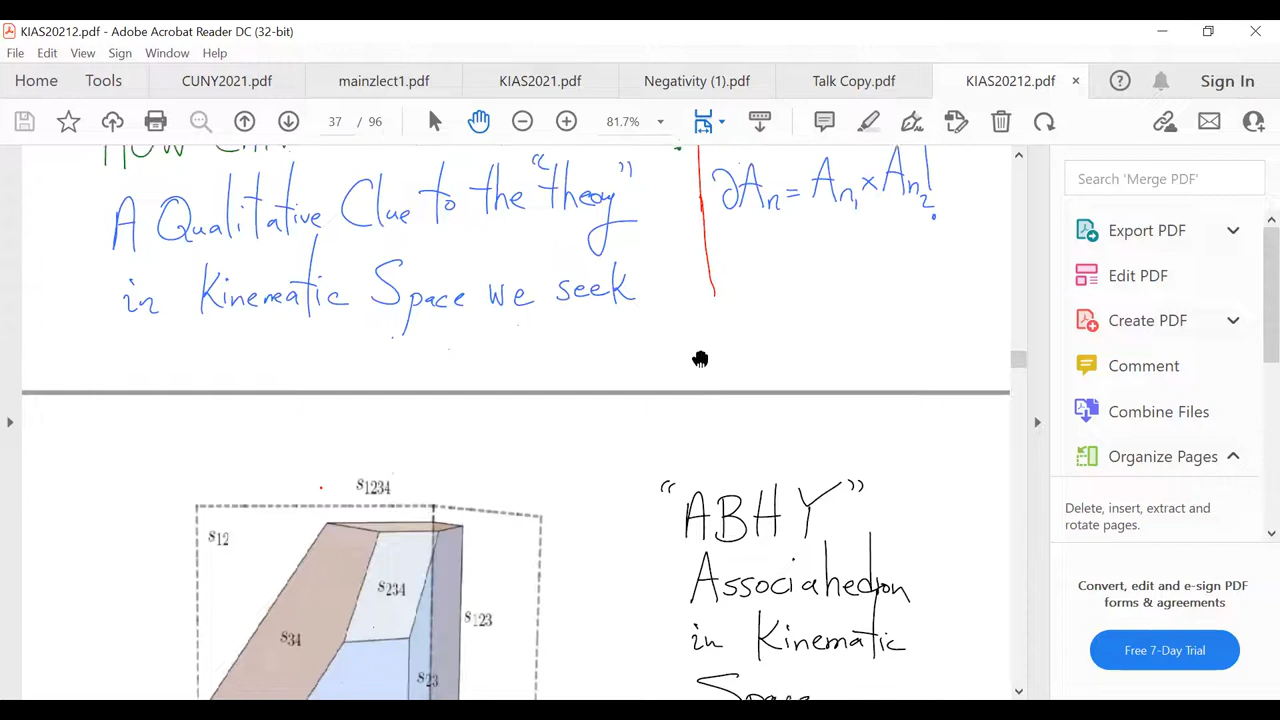 KIAS20212.pdf - Adobe Acrobat Reader DC (32-bit)
File Edit View Sign Window Help
Home Tools CUNY2021.pdf mainzlect1.pdf KIAS2021.pdf Negativity (1).pdf Talk Copy.pdf KIAS20212.pdf × Sign In
37 / 96 81.7%
A Qualitative Clue to the "theory"
in Kinematic Space we seek
∂An = An1 × An2!
s1234
s12
s234
s123
s34
s23
"ABHY"
Associahedron
in Kinematic
Space
Search 'Merge PDF'
Export PDF
Edit PDF
Create PDF
Comment
Combine Files
Organize Pages
Delete, insert, extract and
rotate pages.
Convert, edit and e-sign PDF
forms & agreements
Free 7-Day Trial